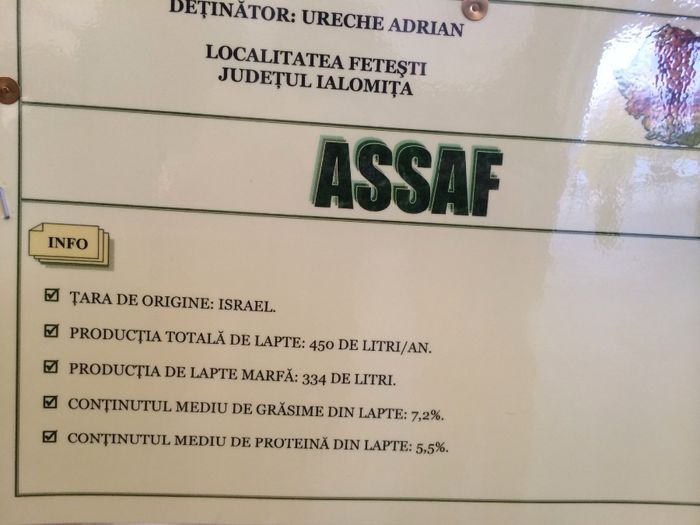 DEȚINĂTOR: URECHE ADRIAN
LOCALITATEA FETEŞTI
JUDEȚUL IALOMIȚA
ASSAF
INFO
ȚARA DE ORIGINE: ISRAEL.
PRODUCȚIA TOTALĂ DE LAPTE: 450 DE LITRI/AN.
PRODUCȚIA DE LAPTE MARFĂ: 334 DE LITRI.
CONȚINUTUL MEDIU DE GRĂSIME DIN LAPTE: 7,2%.
CONȚINUTUL MEDIU DE PROTEINĂ DIN LAPTE: 5,5%.